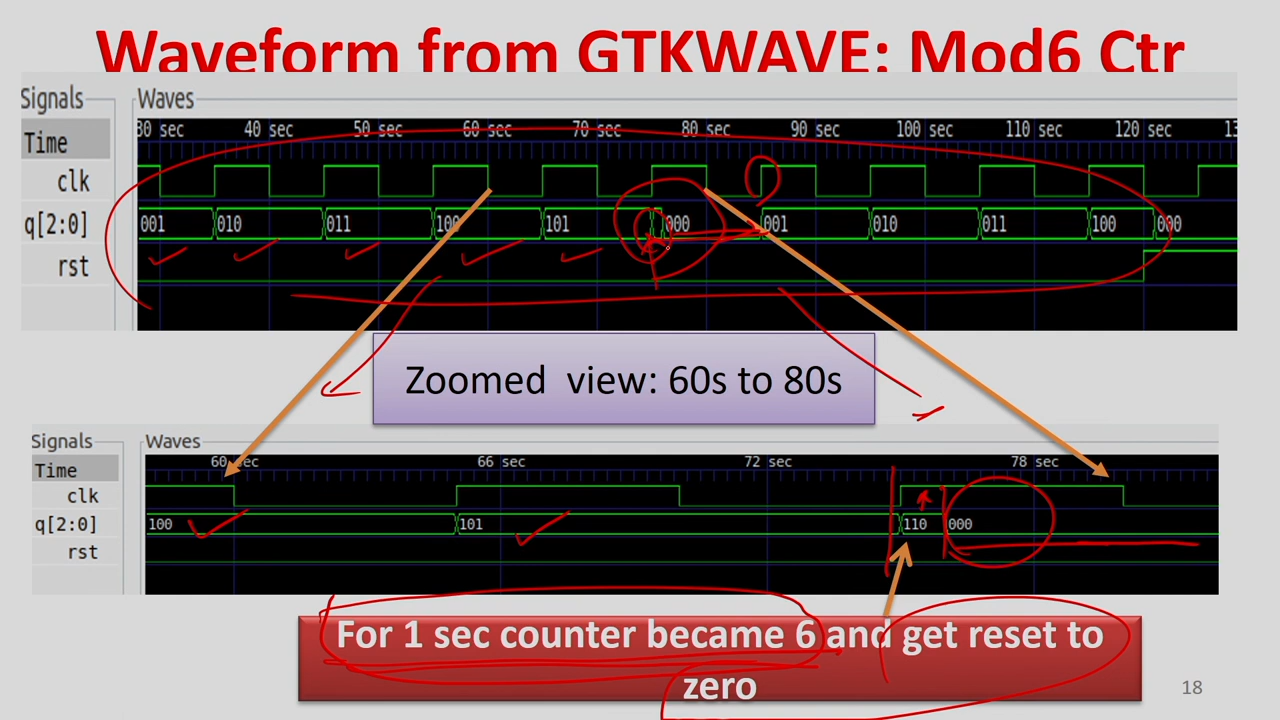 Waveform from GTKWAVE: Mod6 Ctr
Signals
Waves
Time
30 sec 40 sec 50 sec 60 sec 70 sec 80 sec 90 sec 100 sec 110 sec 120 sec 13
clk
q[2:0] 001 010 011 100 101 000 001 010 011 100 000
rst
Zoomed view: 60s to 80s
Signals
Waves
Time 60 sec 66 sec 72 sec 78 sec
clk
q[2:0] 100 101 110 000
rst
For 1 sec counter became 6 and get reset to
zero
18